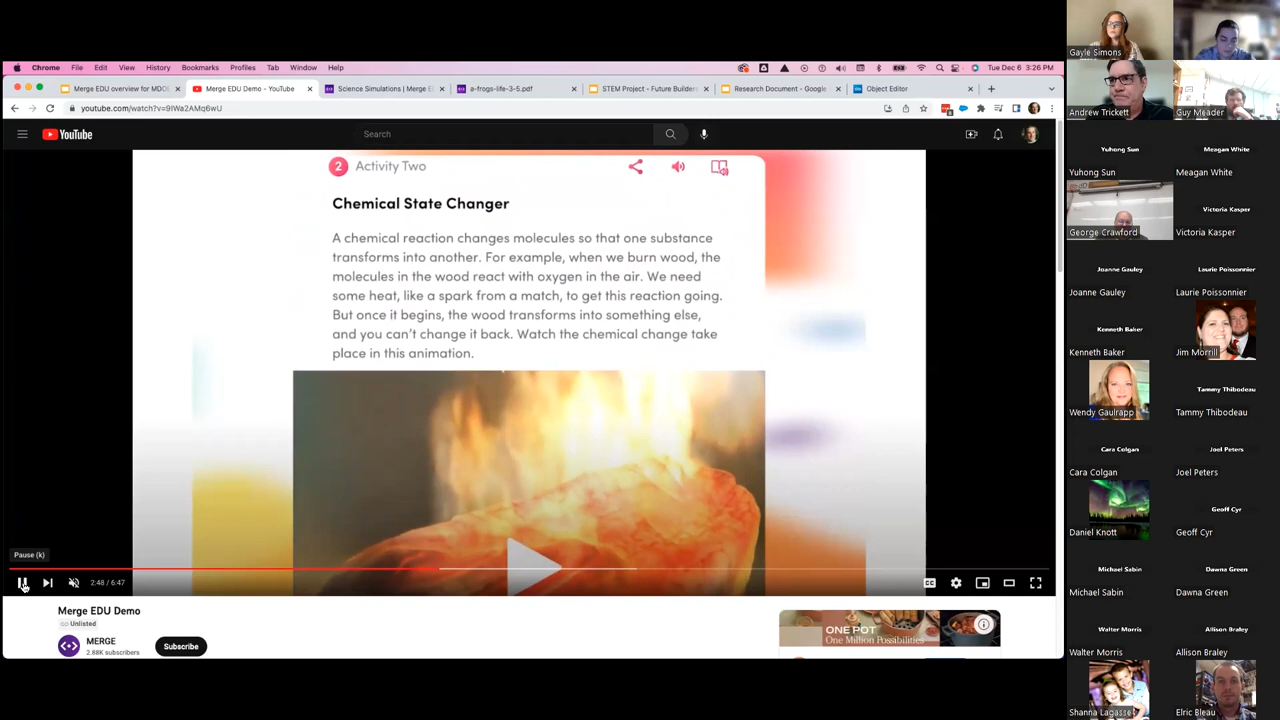 Chrome File Edit View History Bookmarks Profiles Tab Window Help
Tue Dec 6 3:26 PM
Merge EDU overview for MDOE
Merge EDU Demo - YouTube
Science Simulations | Merge EDU
a-frogs-life-3-5.pdf
STEM Project - Future Builders
Research Document - Google
Object Editor
youtube.com/watch?v=9IWa2AMq6wU
YouTube
Search
2 Activity Two
Chemical State Changer
A chemical reaction changes molecules so that one substance
transforms into another. For example, when we burn wood, the
molecules in the wood react with oxygen in the air. We need
some heat, like a spark from a match, to get this reaction going.
But once it begins, the wood transforms into something else,
and you can't change it back. Watch the chemical change take
place in this animation.
Pause (k)
2:48 / 6:47
Merge EDU Demo
Unlisted
MERGE
2.88K subscribers
Subscribe
ONE POT
One Million Possibilities
Gayle Simons
Andrew Trickett
Guy Meader
Yuhong Sun
Meagan White
Yuhong Sun
Meagan White
George Crawford
Victoria Kasper
Victoria Kasper
Joanne Gauley
Laurie Poissonnier
Joanne Gauley
Laurie Poissonnier
Kenneth Baker
Kenneth Baker
Jim Morrill
Wendy Gaulrapp
Tammy Thibodeau
Tammy Thibodeau
Cara Colgan
Joel Peters
Cara Colgan
Joel Peters
Daniel Knott
Geoff Cyr
Geoff Cyr
Michael Sabin
Dawna Green
Michael Sabin
Dawna Green
Walter Morris
Allison Braley
Walter Morris
Allison Braley
Shanna Lagasse
Elric Bleau